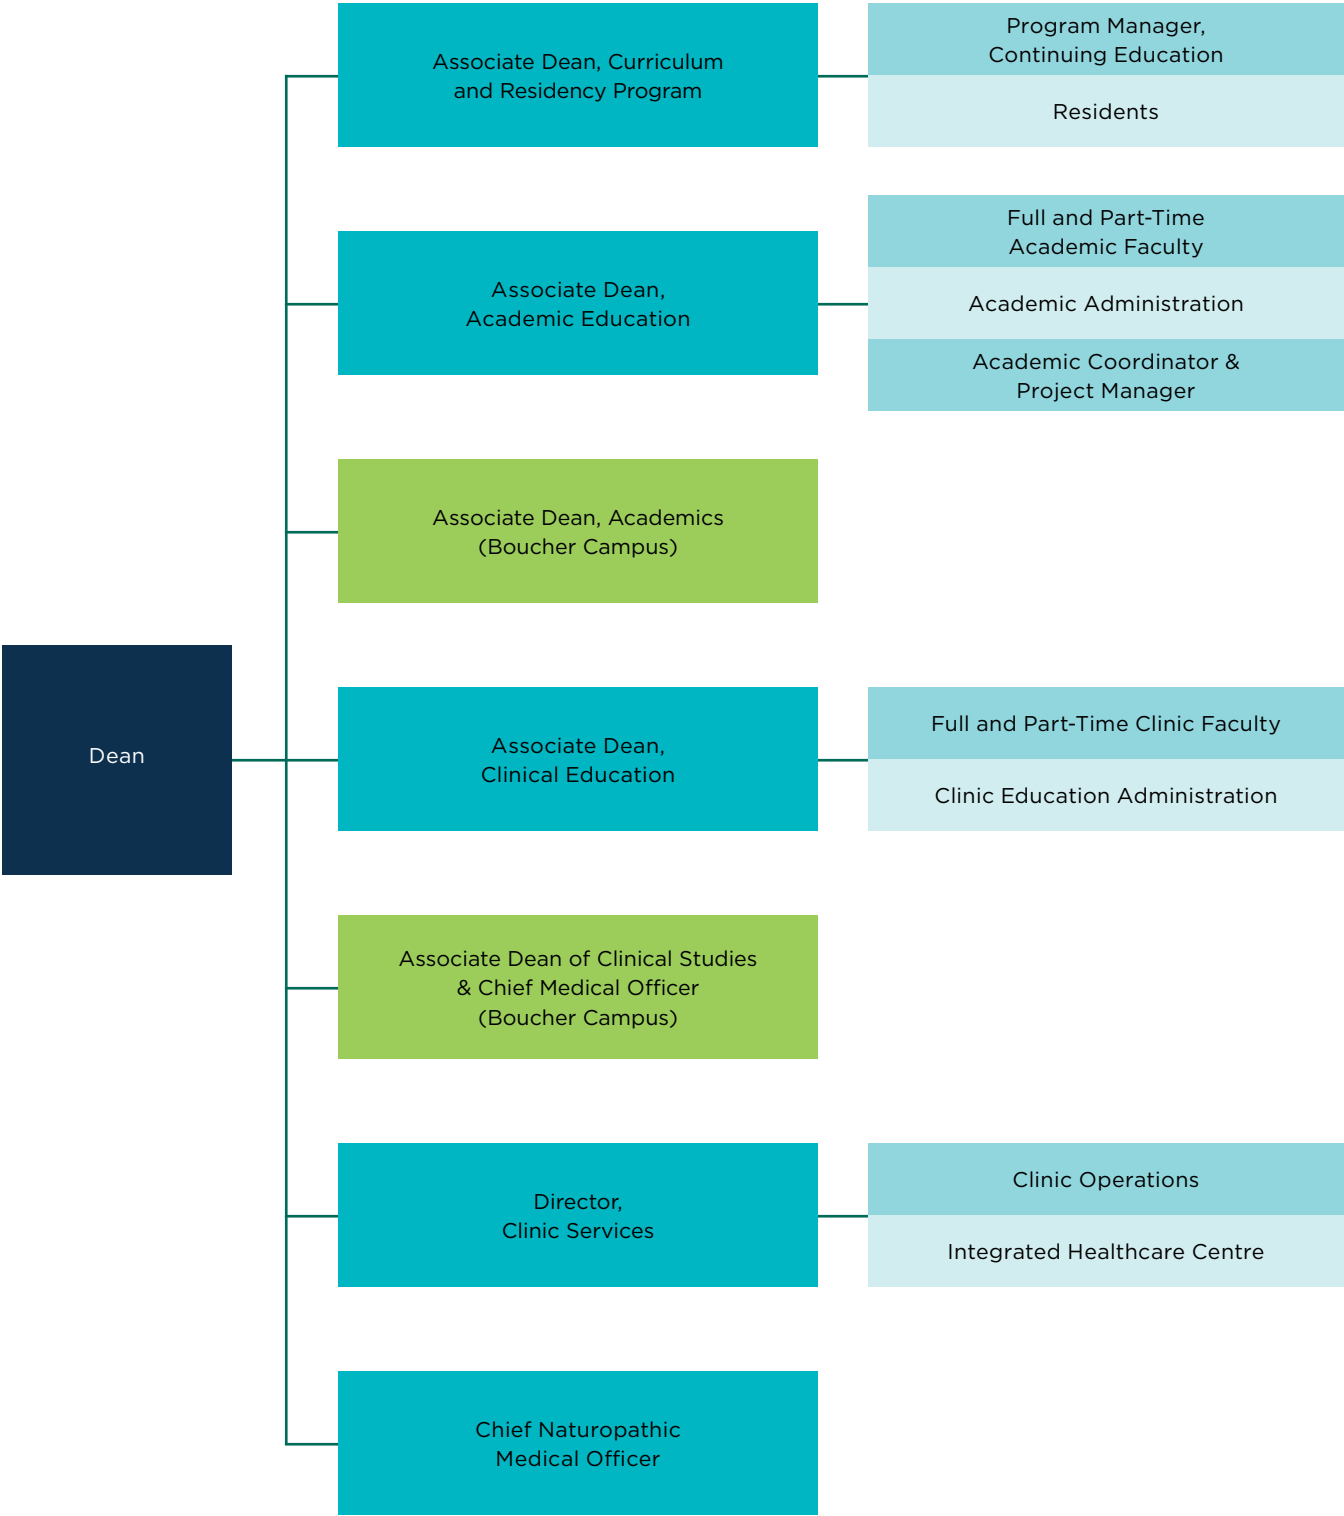 Dean
Associate Dean, Curriculum
and Residency Program
Program Manager,
Continuing Education
Residents
Associate Dean,
Academic Education
Full and Part-Time
Academic Faculty
Academic Administration
Academic Coordinator &
Project Manager
Associate Dean, Academics
(Boucher Campus)
Associate Dean,
Clinical Education
Full and Part-Time Clinic Faculty
Clinic Education Administration
Associate Dean of Clinical Studies
& Chief Medical Officer
(Boucher Campus)
Director,
Clinic Services
Clinic Operations
Integrated Healthcare Centre
Chief Naturopathic
Medical Officer